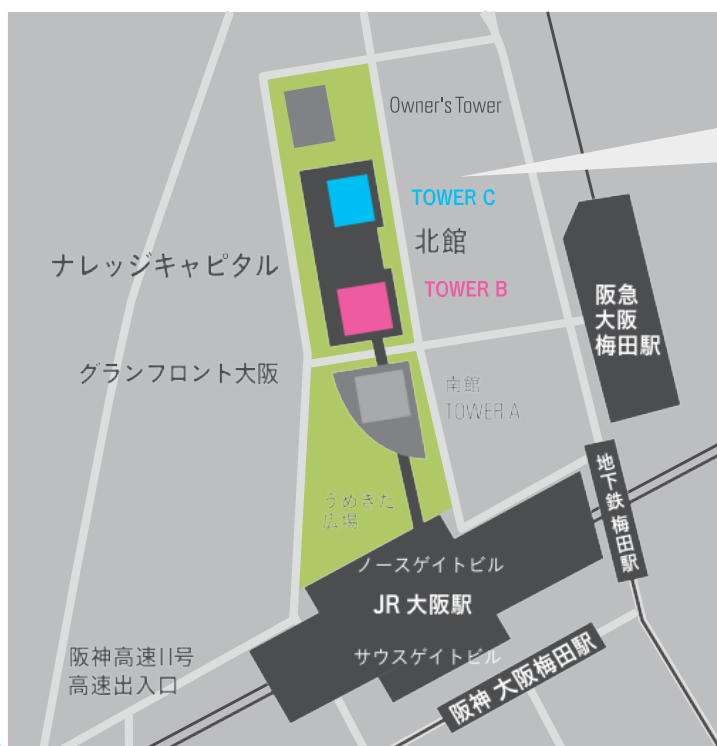 Owner's Tower
TOWER C
北館
ナレッジキャピタル
TOWER B
阪急
大阪
梅田駅
グランフロント大阪
南館
TOWER A
地下鉄 梅田駅
うめきた
広場
ノースゲイトビル
JR 大阪駅
サウスゲイトビル
阪神高速11号
高速出入口
阪神 大阪梅田駅